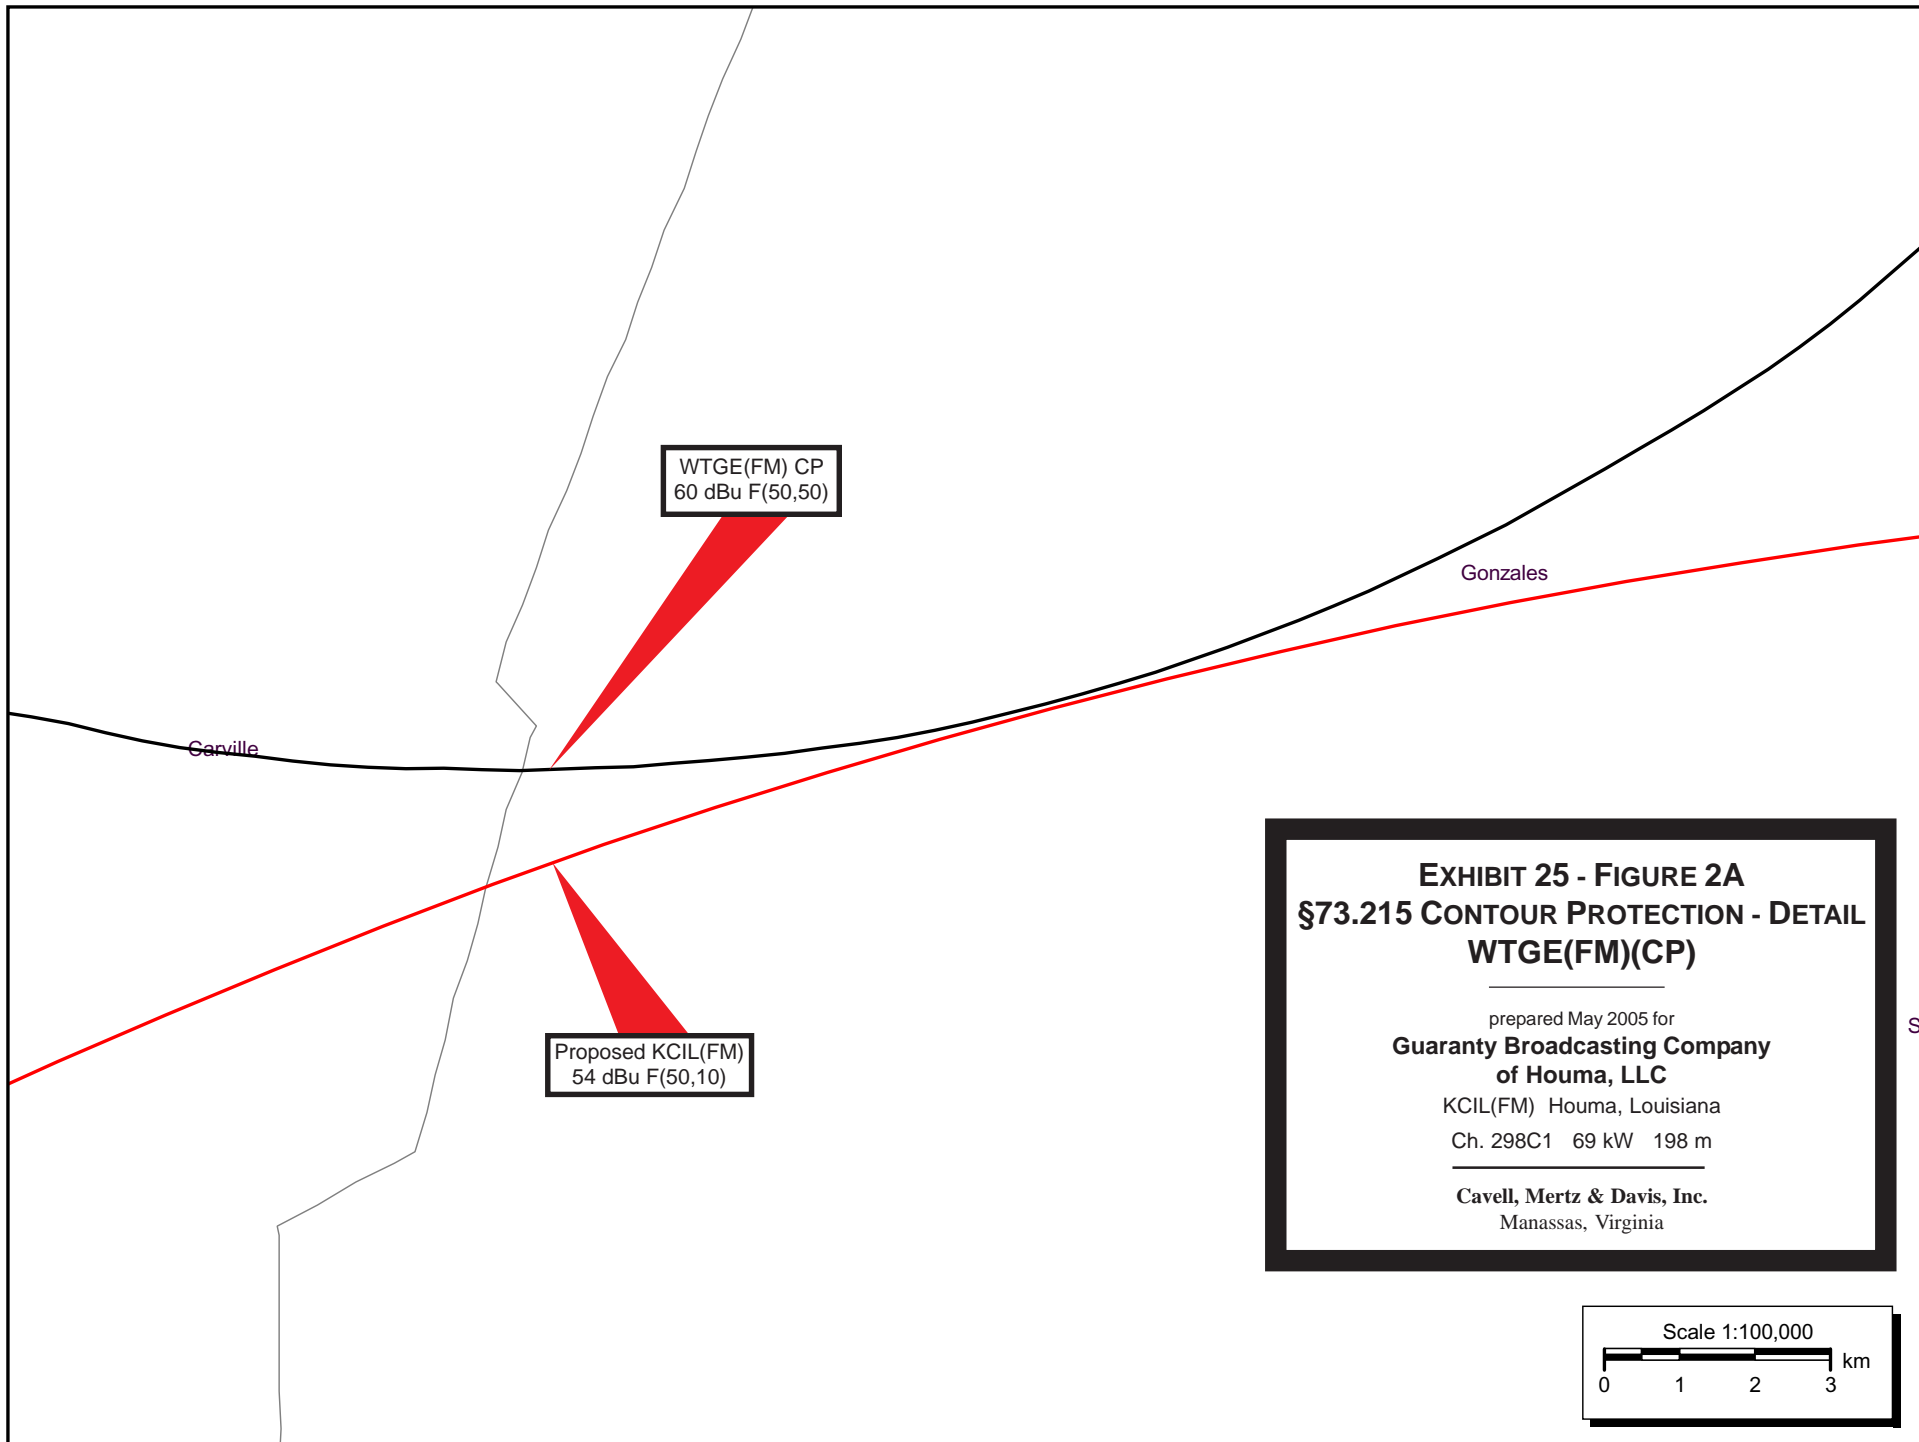 WTGE(FM) CP
60 dBu F(50,50)
Gonzales
Carville
Proposed KCIL(FM)
54 dBu F(50,10)
EXHIBIT 25 - FIGURE 2A
§73.215 CONTOUR PROTECTION - DETAIL
WTGE(FM)(CP)
prepared May 2005 for
Guaranty Broadcasting Company
of Houma, LLC
KCIL(FM) Houma, Louisiana
Ch. 298C1 69 kW 198 m
Cavell, Mertz & Davis, Inc.
Manassas, Virginia
S
Scale 1:100,000
km
0 1 2 3